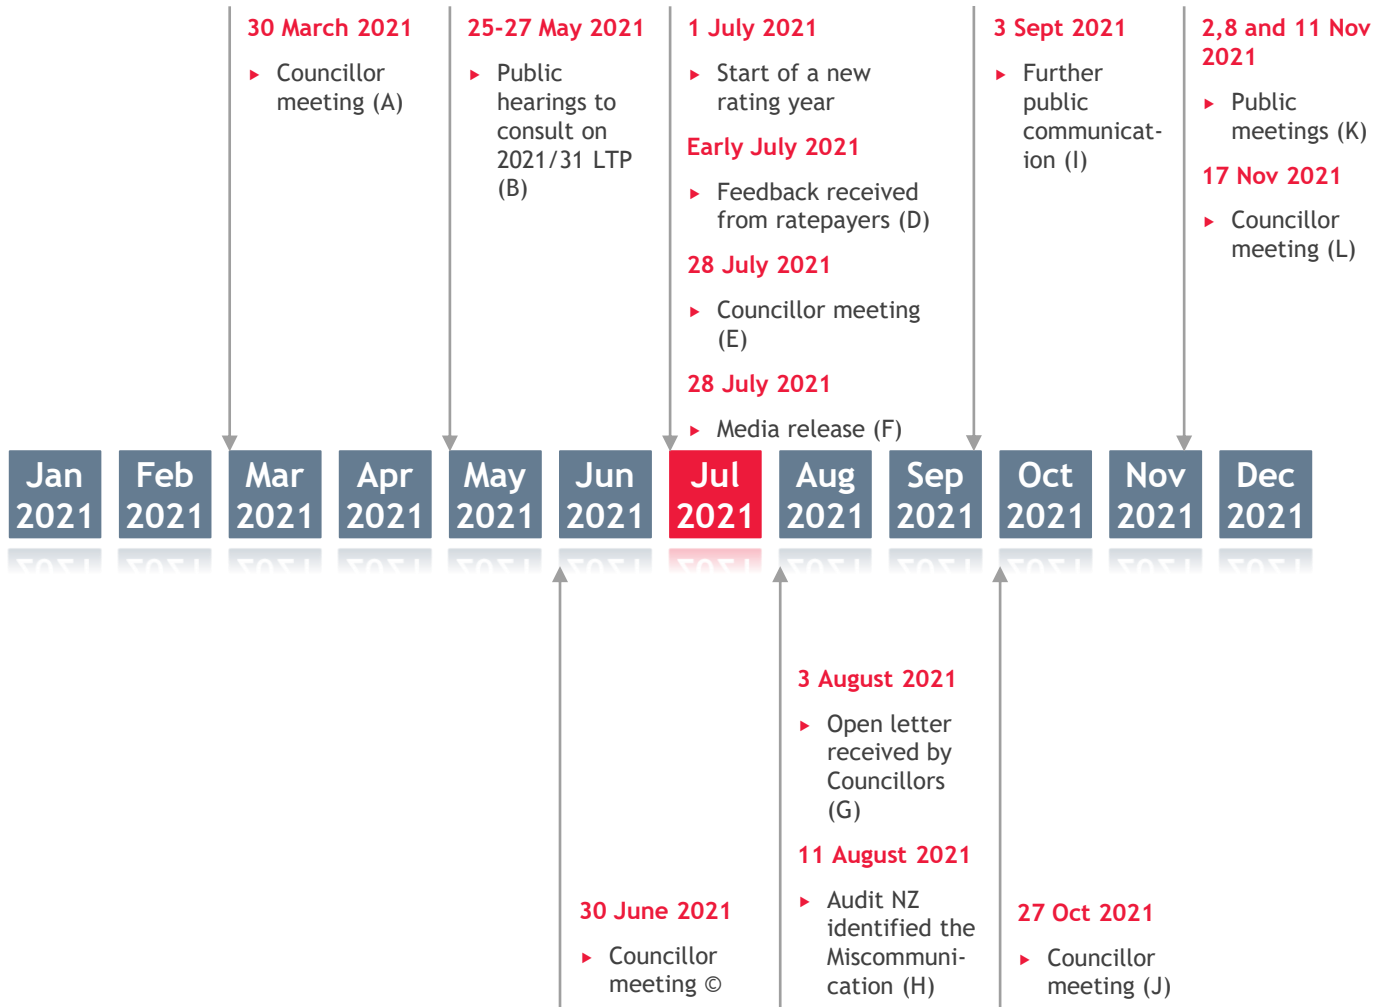 30 March 2021
► Councillor
meeting (A)
25-27 May 2021
► Public
hearings to
consult on
2021/31 LTP
(B)
1 July 2021
► Start of a new
rating year
Early July 2021
► Feedback received
from ratepayers (D)
28 July 2021
► Councillor meeting
(E)
28 July 2021
► Media release (F)
3 Sept 2021
► Further
public
communicat-
ion (I)
2,8 and 11 Nov
2021
► Public
meetings (K)
17 Nov 2021
► Councillor
meeting (L)
Jan
2021
Feb
2021
Mar
2021
Apr
2021
May
2021
Jun
2021
Jul
2021
Aug
2021
Sep
2021
Oct
2021
Nov
2021
Dec
2021
30 June 2021
► Councillor
meeting ©
3 August 2021
► Open letter
received by
Councillors
(G)
11 August 2021
► Audit NZ
identified the
Miscommuni-
cation (H)
27 Oct 2021
► Councillor
meeting (J)